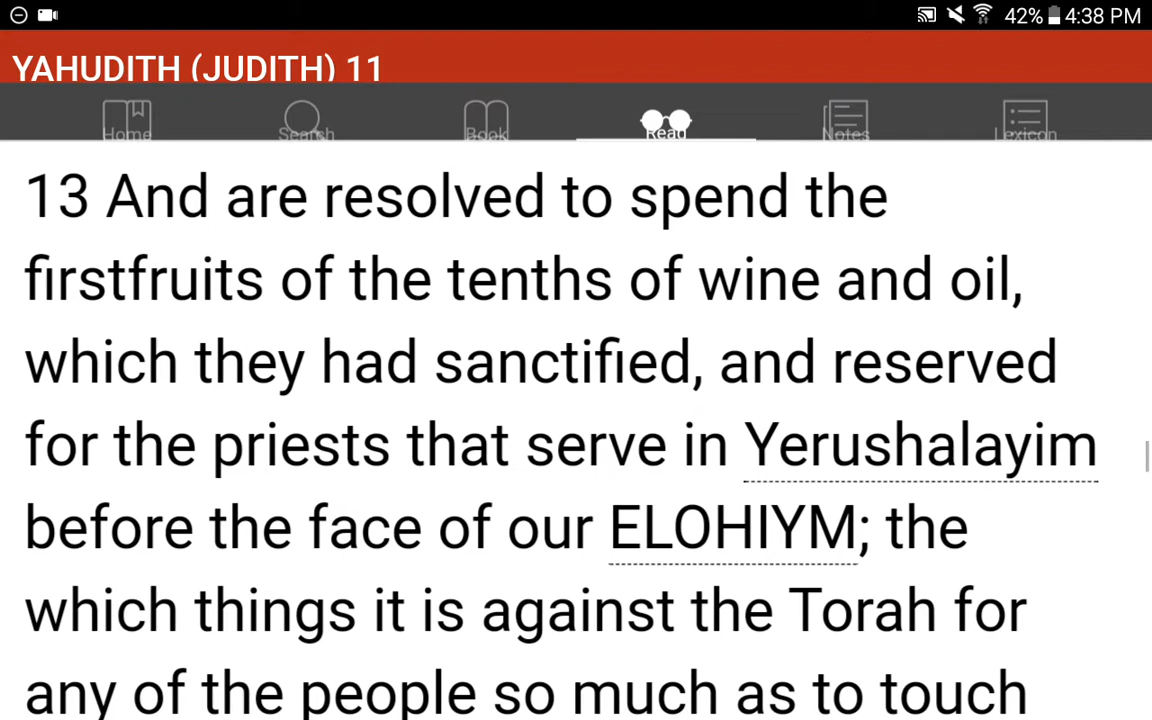 42% 4:38 PM
YAHUDITH (JUDITH) 11
Home Search Book Read Notes Lexicon
13 And are resolved to spend the
firstfruits of the tenths of wine and oil,
which they had sanctified, and reserved
for the priests that serve in Yerushalayim
before the face of our ELOHIYM; the
which things it is against the Torah for
any of the people so much as to touch